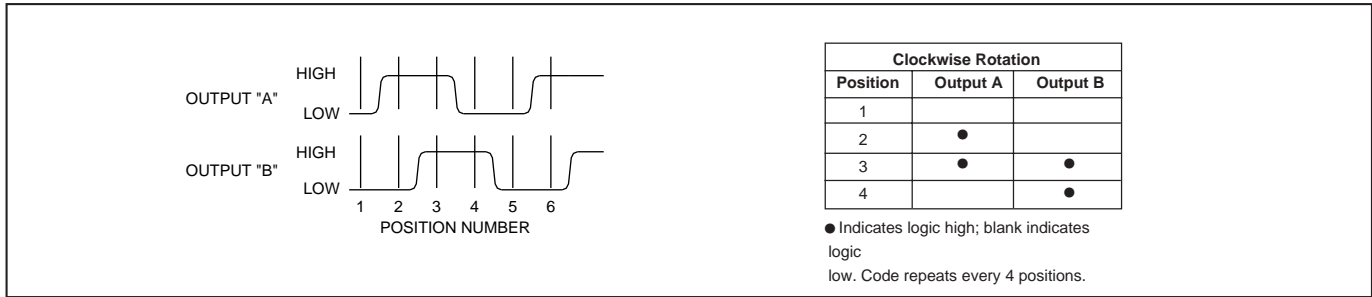 OUTPUT "A"
HIGH
LOW
OUTPUT "B"
HIGH
LOW
1 2 3 4 5 6
POSITION NUMBER
Clockwise Rotation
Position Output A Output B
1
2 ●
3 ● ●
4 ●
● Indicates logic high; blank indicates
logic
low. Code repeats every 4 positions.